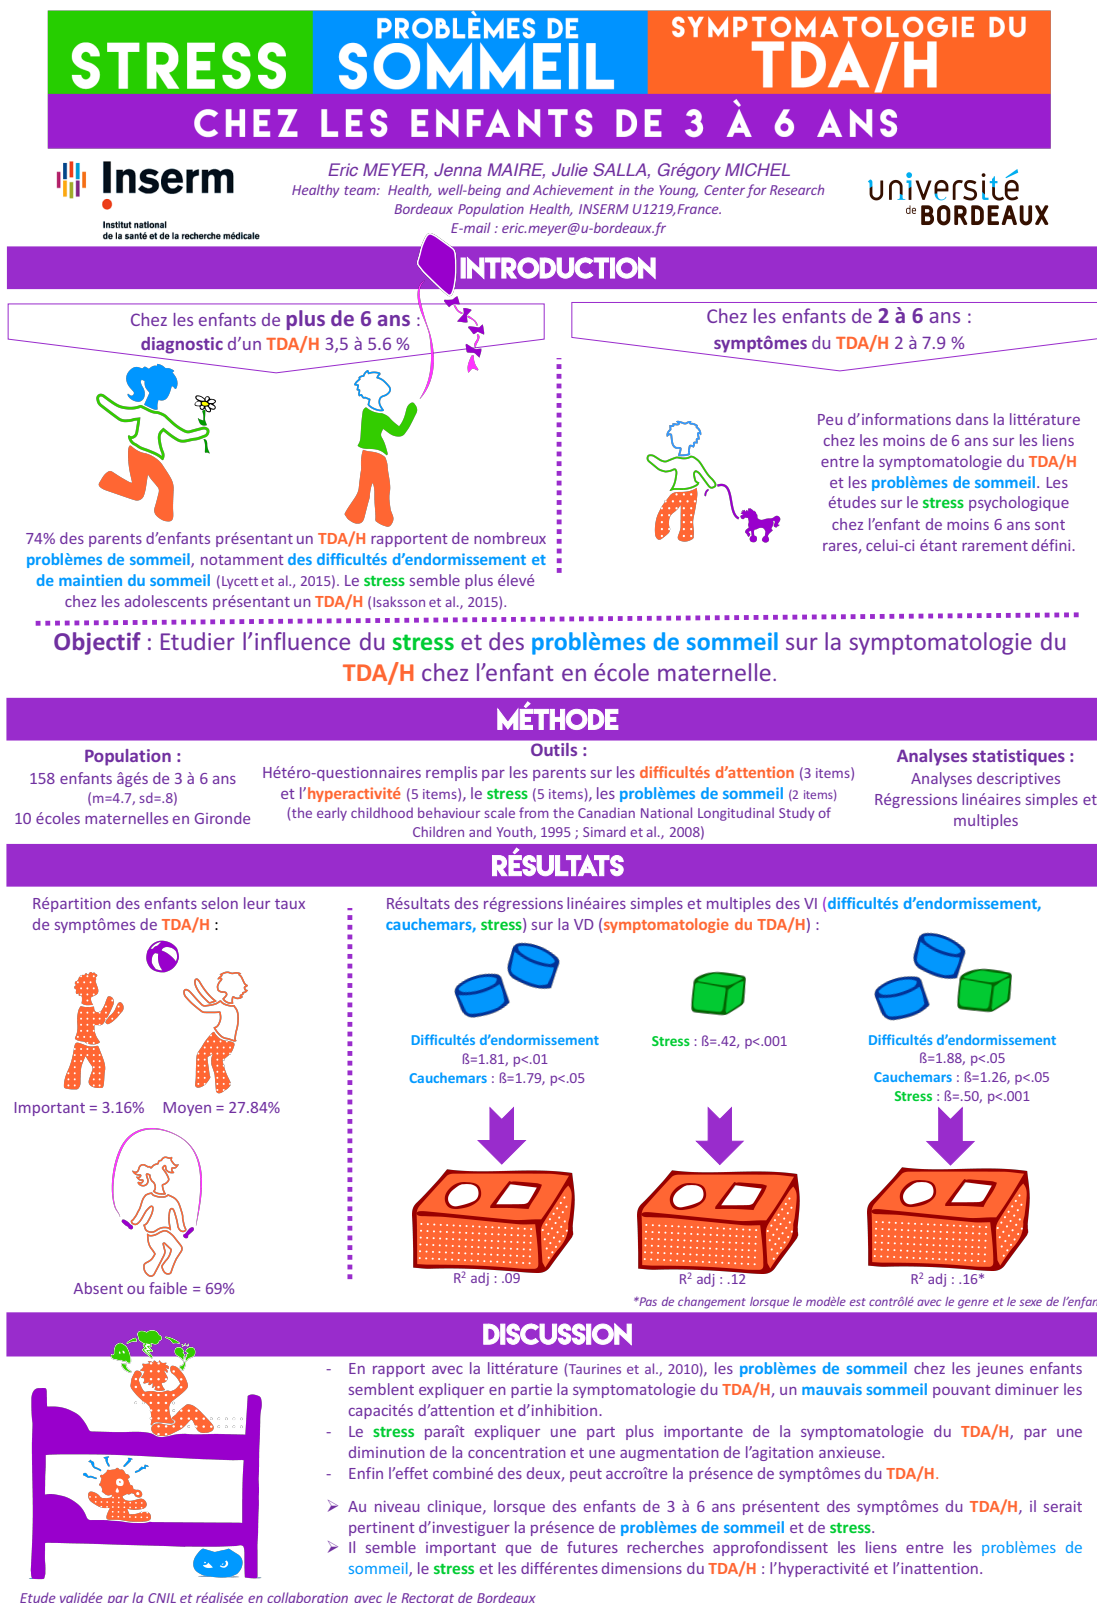 STRESS
PROBLÈMES DE
SOMMEIL
SYMPTOMATOLOGIE DU
TDA/H
CHEZ LES ENFANTS DE 3 À 6 ANS
Inserm
Institut national
de la santé et de la recherche médicale
Eric MEYER, Jenna MAIRE, Julie SALLA, Grégory MICHEL
Healthy team: Health, well-being and Achievement in the Young, Center for Research
Bordeaux Population Health, INSERM U1219,France.
E-mail : eric.meyer@u-bordeaux.fr
université
de BORDEAUX
INTRODUCTION
Chez les enfants de plus de 6 ans :
diagnostic d'un TDA/H 3,5 à 5.6 %
74% des parents d'enfants présentant un TDA/H rapportent de nombreux
problèmes de sommeil, notamment des difficultés d'endormissement et
de maintien du sommeil (Lycett et al., 2015). Le stress semble plus élevé
chez les adolescents présentant un TDA/H (Isaksson et al., 2015).
Chez les enfants de 2 à 6 ans :
symptômes du TDA/H 2 à 7.9 %
Peu d'informations dans la littérature
chez les moins de 6 ans sur les liens
entre la symptomatologie du TDA/H
et les problèmes de sommeil. Les
études sur le stress psychologique
chez l'enfant de moins 6 ans sont
rares, celui-ci étant rarement défini.
Objectif : Etudier l'influence du stress et des problèmes de sommeil sur la symptomatologie du
TDA/H chez l'enfant en école maternelle.
MÉTHODE
Population :
158 enfants âgés de 3 à 6 ans
(m=4.7, sd=.8)
10 écoles maternelles en Gironde
Outils :
Hétéro-questionnaires remplis par les parents sur les difficultés d'attention (3 items)
et l'hyperactivité (5 items), le stress (5 items), les problèmes de sommeil (2 items)
(the early childhood behaviour scale from the Canadian National Longitudinal Study of
Children and Youth, 1995 ; Simard et al., 2008)
Analyses statistiques :
Analyses descriptives
Régressions linéaires simples et
multiples
RÉSULTATS
Répartition des enfants selon leur taux
de symptômes de TDA/H :
Important = 3.16% Moyen = 27.84%
Absent ou faible = 69%
Résultats des régressions linéaires simples et multiples des VI (difficultés d'endormissement,
cauchemars, stress) sur la VD (symptomatologie du TDA/H) :
Difficultés d'endormissement
ß=1.81, p<.01
Cauchemars : ß=1.79, p<.05
R² adj : .09
Stress : ß=.42, p<.001
R² adj : .12
Difficultés d'endormissement
ß=1.88, p<.05
Cauchemars : ß=1.26, p<.05
Stress : ß=.50, p<.001
R² adj : .16*
*Pas de changement lorsque le modèle est contrôlé avec le genre et le sexe de l'enfan
DISCUSSION
- En rapport avec la littérature (Taurines et al., 2010), les problèmes de sommeil chez les jeunes enfants
semblent expliquer en partie la symptomatologie du TDA/H, un mauvais sommeil pouvant diminuer les
capacités d'attention et d'inhibition.
- Le stress paraît expliquer une part plus importante de la symptomatologie du TDA/H, par une
diminution de la concentration et une augmentation de l'agitation anxieuse.
- Enfin l'effet combiné des deux, peut accroître la présence de symptômes du TDA/H.
➢ Au niveau clinique, lorsque des enfants de 3 à 6 ans présentent des symptômes du TDA/H, il serait
pertinent d'investiguer la présence de problèmes de sommeil et de stress.
➢ Il semble important que de futures recherches approfondissent les liens entre les problèmes de
sommeil, le stress et les différentes dimensions du TDA/H : l'hyperactivité et l'inattention.
Etude validée par la CNIL et réalisée en collaboration avec le Rectorat de Bordeaux